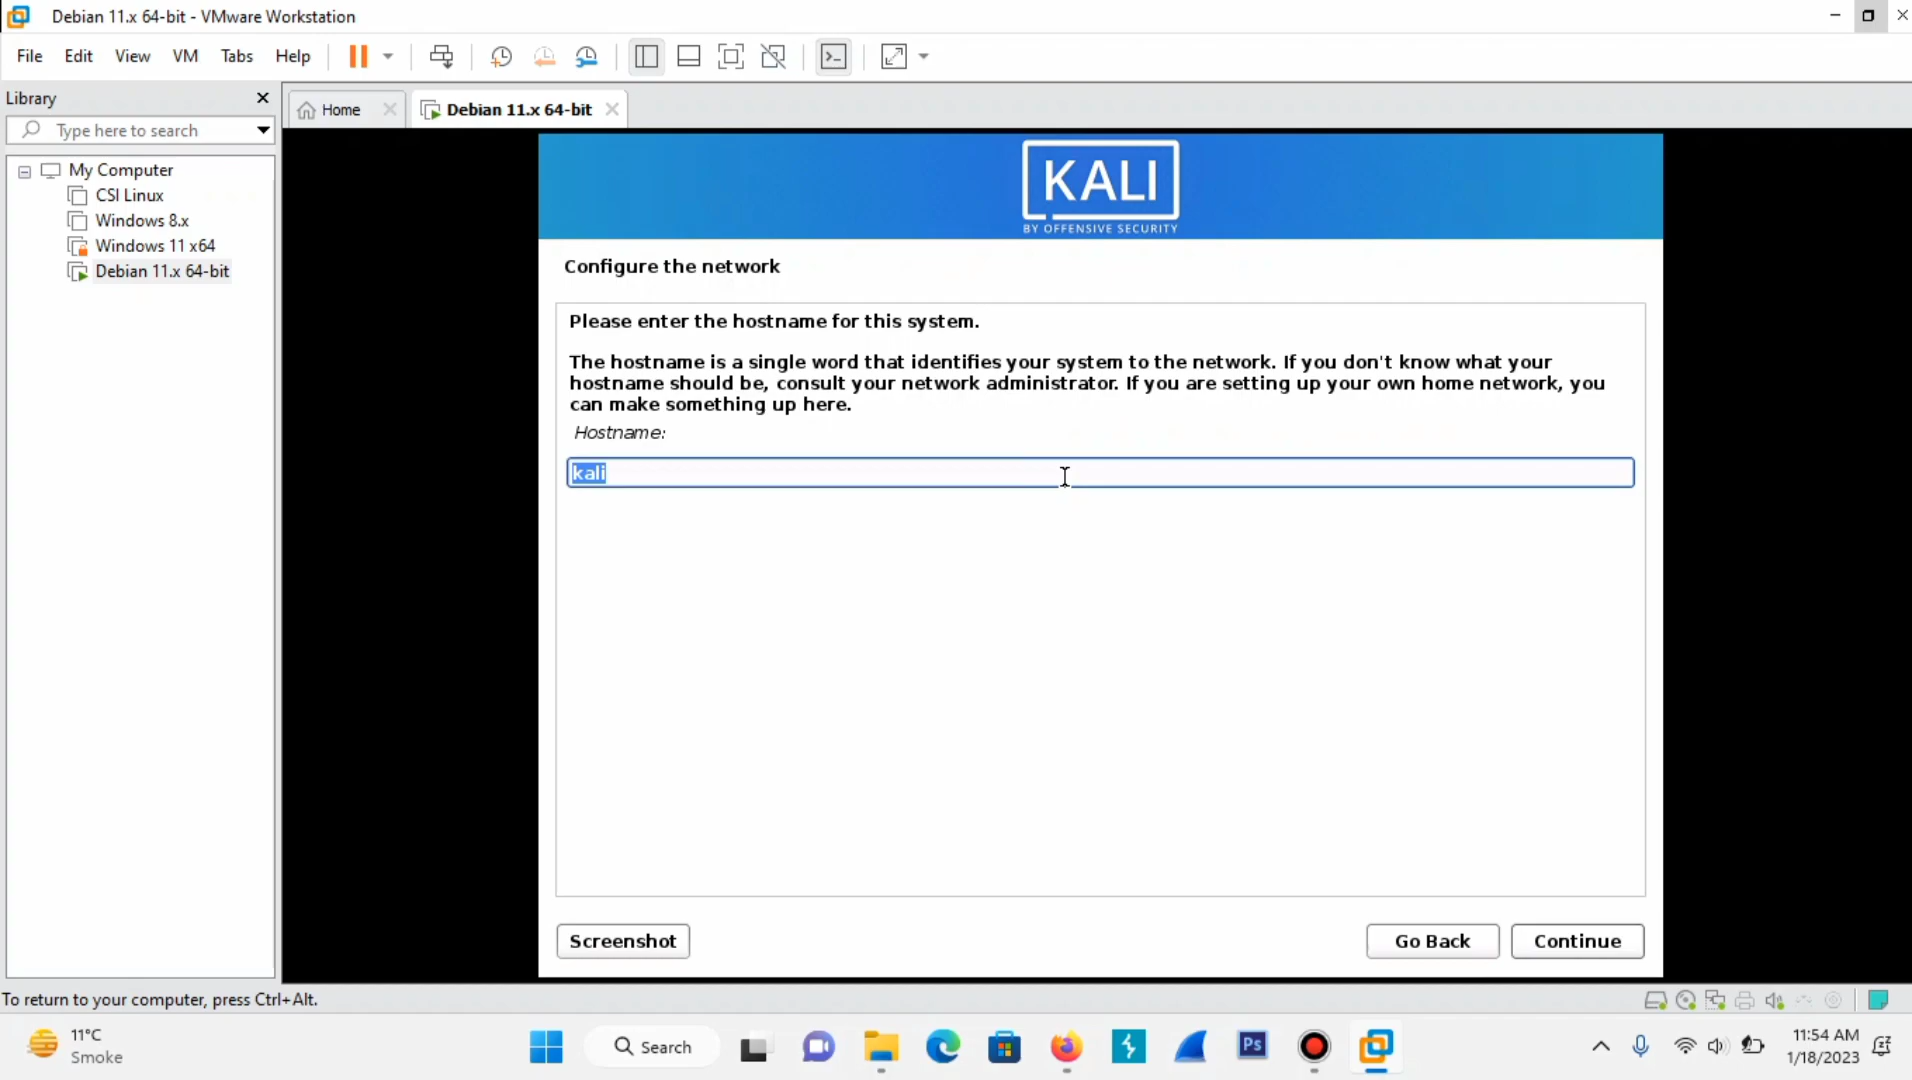 Debian 11.x 64-bit - VMware Workstation
File Edit View VM Tabs Help
Library
Type here to search
My Computer
CSI Linux
Windows 8.x
Windows 11 x64
Debian 11.x 64-bit
Home
Debian 11.x 64-bit
KALI
BY OFFENSIVE SECURITY
Configure the network
Please enter the hostname for this system.
The hostname is a single word that identifies your system to the network. If you don't know what your
hostname should be, consult your network administrator. If you are setting up your own home network, you
can make something up here.
Hostname:
kali
Screenshot
Go Back
Continue
To return to your computer, press Ctrl+Alt.
11°C
Smoke
Search
Ps
11:54 AM
1/18/2023